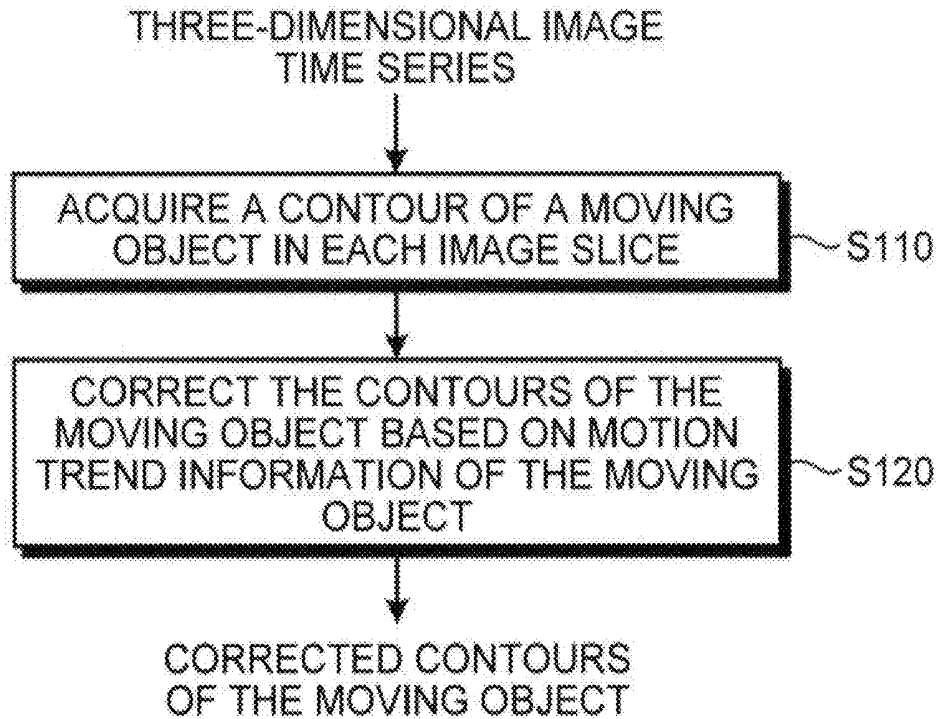 THREE-DIMENSIONAL IMAGE
TIME SERIES
ACQUIRE A CONTOUR OF A MOVING
OBJECT IN EACH IMAGE SLICE
S110
CORRECT THE CONTOURS OF THE
MOVING OBJECT BASED ON MOTION
TREND INFORMATION OF THE MOVING
OBJECT
S120
CORRECTED CONTOURS
OF THE MOVING OBJECT